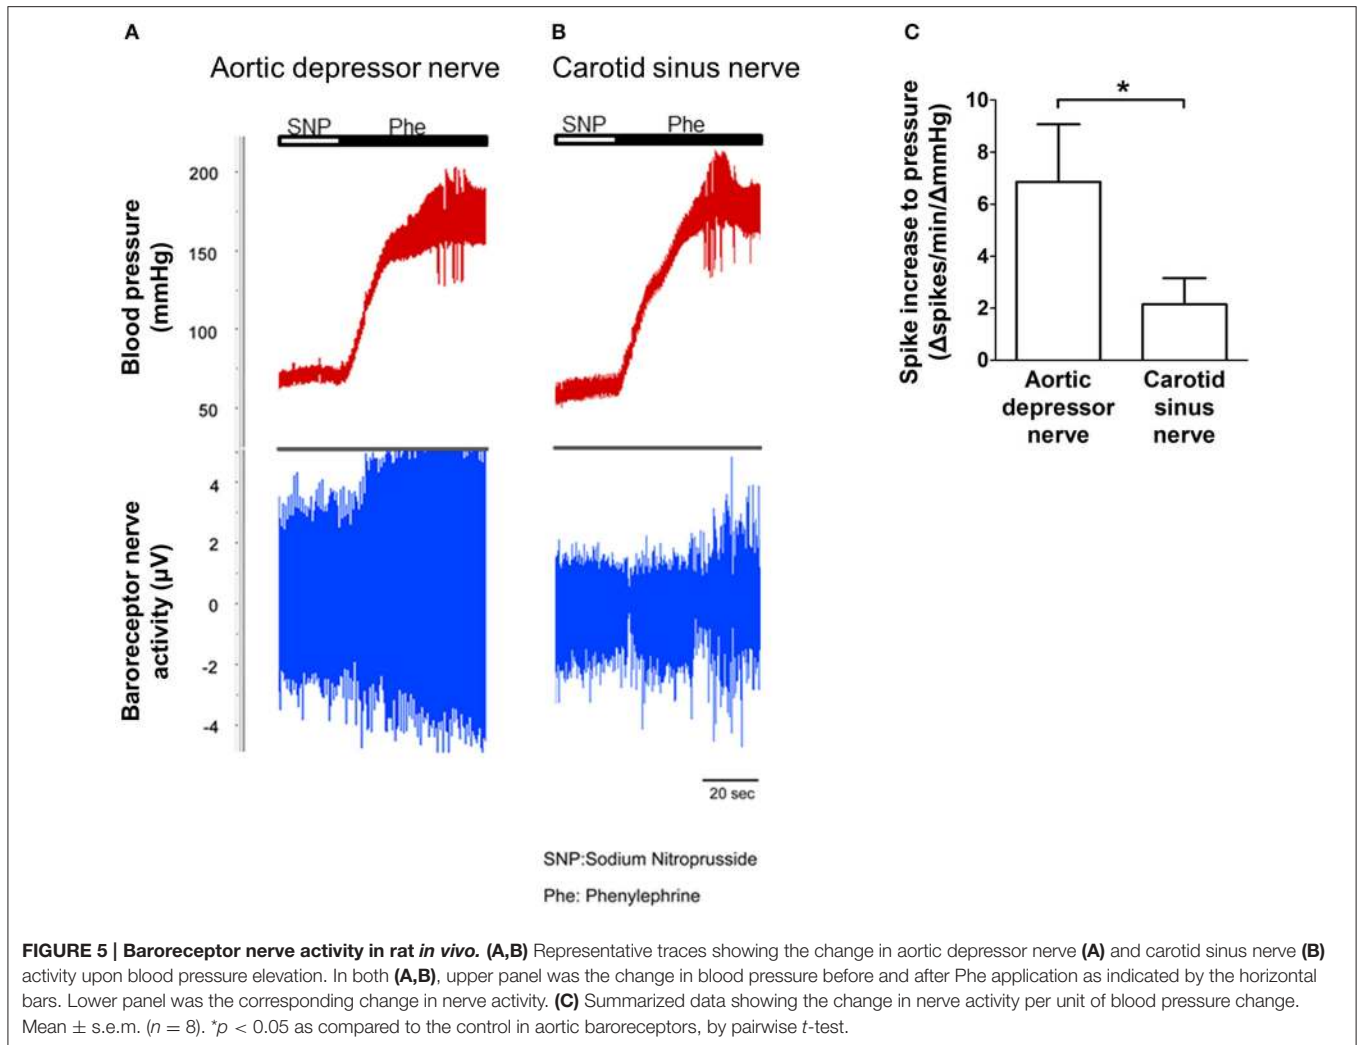 A
B
C
Aortic depressor nerve
Carotid sinus nerve
SNP
Phe
SNP
Phe
Blood pressure
(mmHg)
200
150
100
50
Baroreceptor nerve
activity (µV)
4
2
0
-2
-4
20 sec
SNP:Sodium Nitroprusside
Phe: Phenylephrine
Spike increase to pressure
(Δspikes/min/ΔmmHg)
10
8
6
4
2
0
*
Aortic
depressor
nerve
Carotid
sinus
nerve
FIGURE 5 | Baroreceptor nerve activity in rat in vivo. (A,B) Representative traces showing the change in aortic depressor nerve (A) and carotid sinus nerve (B)
activity upon blood pressure elevation. In both (A,B), upper panel was the change in blood pressure before and after Phe application as indicated by the horizontal
bars. Lower panel was the corresponding change in nerve activity. (C) Summarized data showing the change in nerve activity per unit of blood pressure change.
Mean ± s.e.m. (n = 8). *p < 0.05 as compared to the control in aortic baroreceptors, by pairwise t-test.